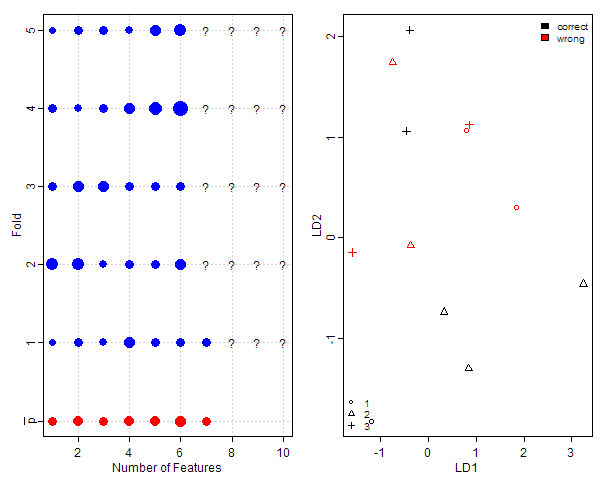 5 ? ? ? ?
4 ? ? ? ?
3 ? ? ? ?
2 ? ? ? ?
1 ? ? ?
p
Fold
2 4 6 8 10
Number of Features
correct
wrong
2
1
0
-1
LD2
1
2
3
-1 0 1 2 3
LD1